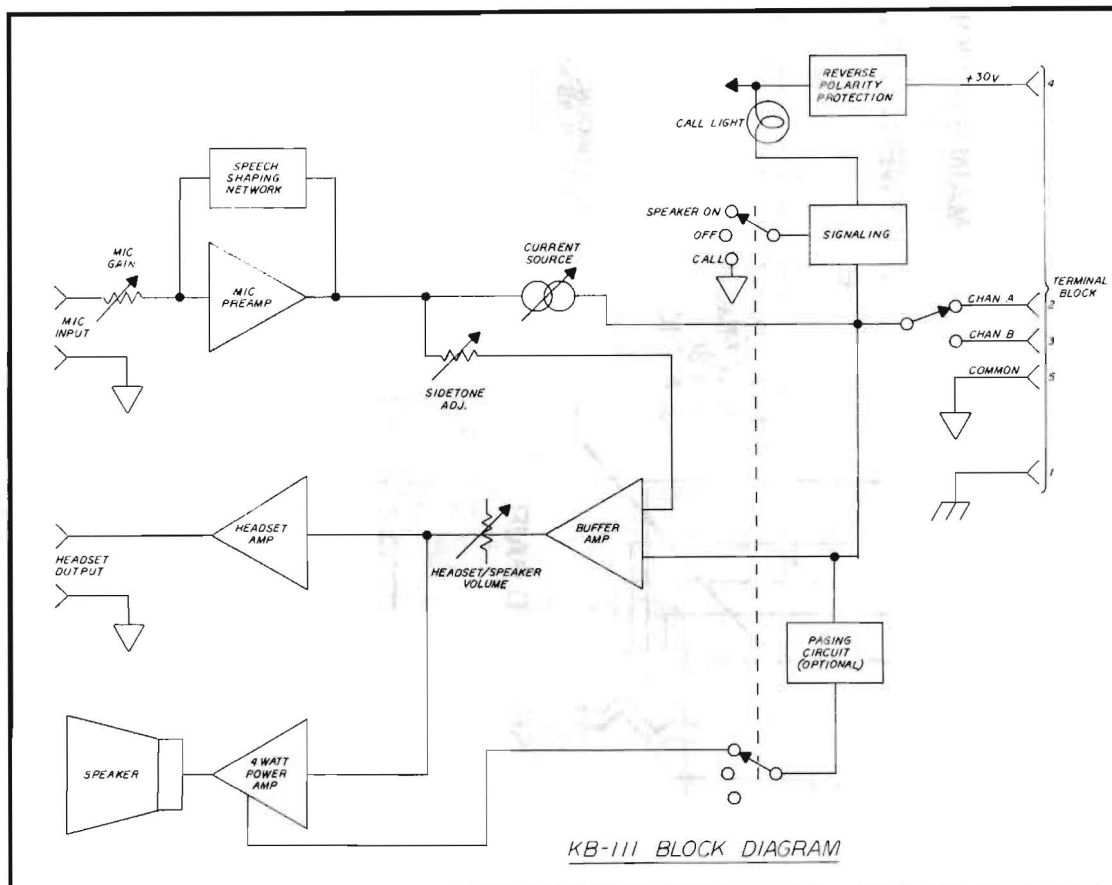 REVERSE
POLARITY
PROTECTION
+30V
4
CALL LIGHT
SPEECH
SHAPING
NETWORK
SPEAKER ON
OFF
CALL
SIGNALING
MIC
GAIN
MIC
PREAMP
CURRENT
SOURCE
TERMINAL
BLOCK
CHAN. A
2
CHAN B
3
COMMON
5
1
MIC
INPUT
SIDETONE
ADJ.
HEADSET
AMP
BUFFER
AMP
HEADSET/SPEAKER
VOLUME
HEADSET
OUTPUT
PAGING
CIRCUIT
(OPTIONAL)
SPEAKER
4 WATT
POWER
AMP
KB-111 BLOCK DIAGRAM